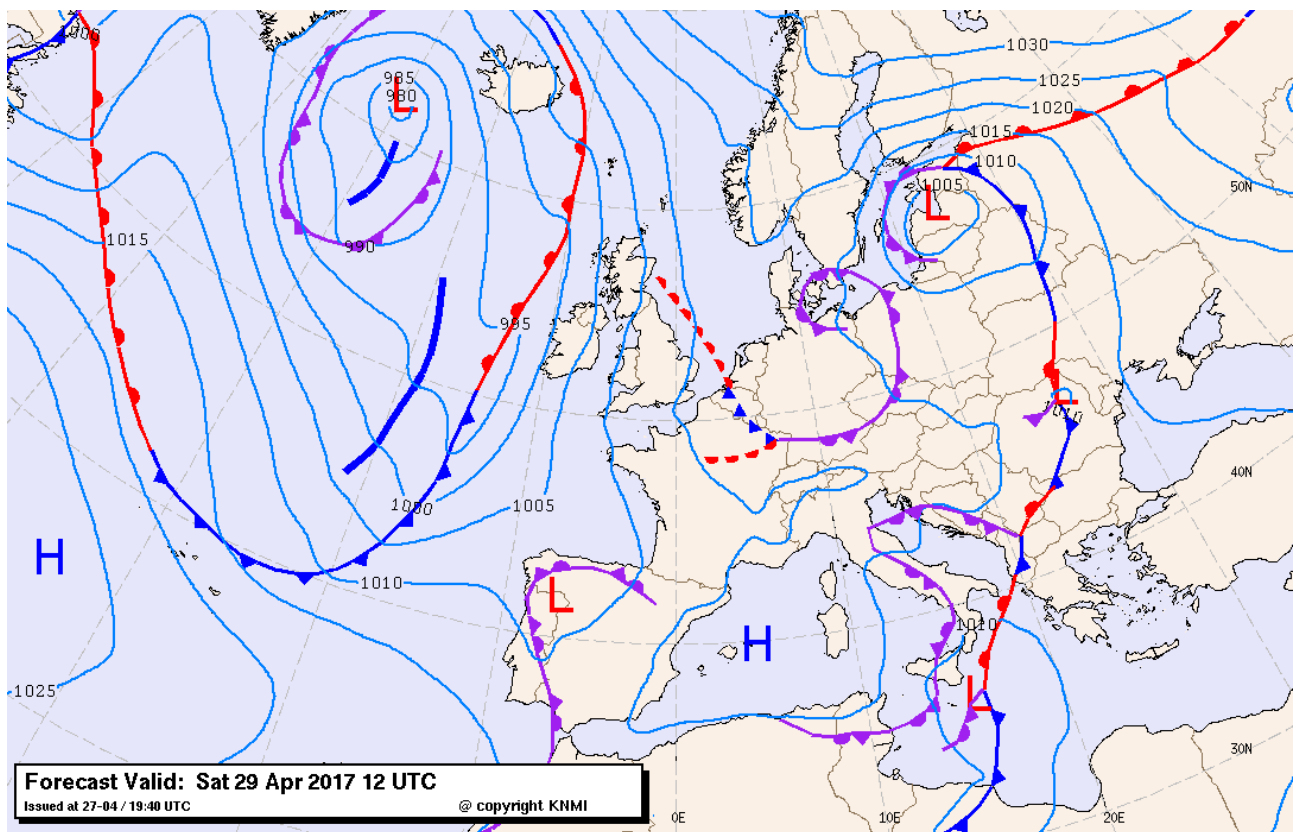 1000
985
980
L
1030
1025
1020
1015
1010
1005
L
50N
1015
990
995
L
40N
1000
1005
H
1010
L
1010
H
1025
L
30N
Forecast Valid: Sat 29 Apr 2017 12 UTC
Issued at 27-04 / 19:40 UTC
@ copyright KNMI
0E
10E
20E